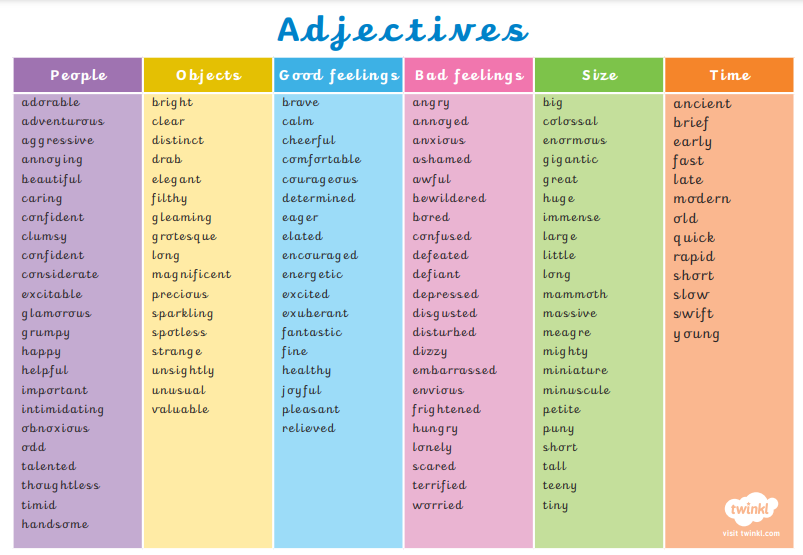 Adjectives
People
adorable
adventurous
aggressive
annoying
beautiful
caring
confident
clumsy
confident
considerate
excitable
glamorous
grumpy
happy
helpful
important
intimidating
obnoxious
odd
talented
thoughtless
timid
handsome
Objects
bright
clear
distinct
drab
elegant
filthy
gleaming
grotesque
long
magnificent
precious
sparkling
spotless
strange
unsightly
unusual
valuable
Good feelings
brave
calm
cheerful
comfortable
courageous
determined
eager
elated
encouraged
energetic
excited
exuberant
fantastic
fine
healthy
joyful
pleasant
relieved
Bad feelings
angry
annoyed
anxious
ashamed
awful
bewildered
bored
confused
defeated
defiant
depressed
disgusted
disturbed
dizzy
embarrassed
envious
frightened
hungry
lonely
scared
terrified
worried
Size
big
colossal
enormous
gigantic
great
huge
immense
large
little
long
mammoth
massive
meagre
mighty
miniature
minuscule
petite
puny
short
tall
teeny
tiny
Time
ancient
brief
early
fast
late
modern
old
quick
rapid
short
slow
swift
young
twinkl
visit twinkl.com